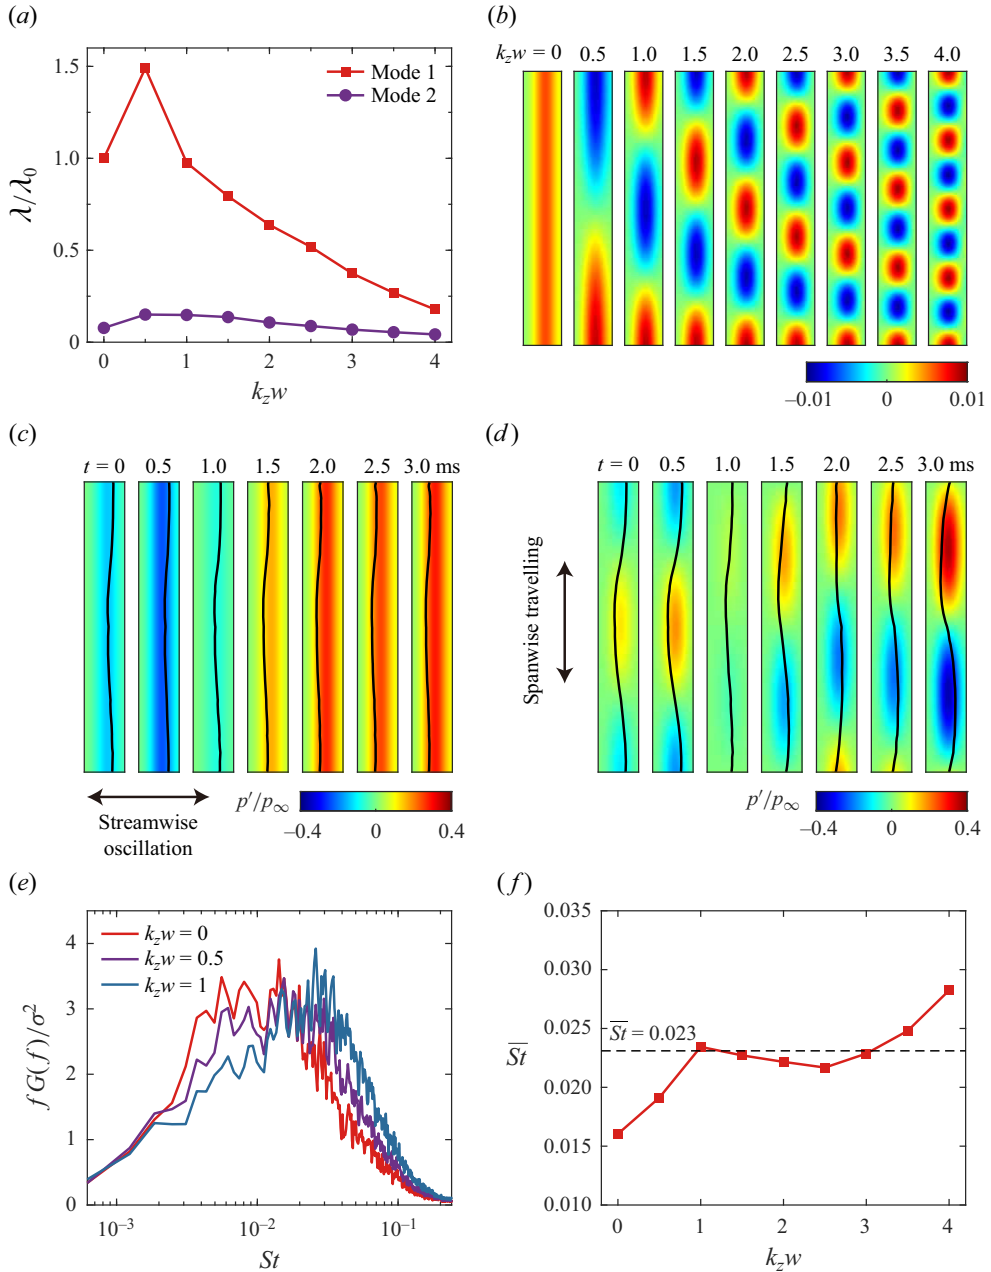 (a)
λ/λ0
1.5
1.0
0.5
0
Mode 1
Mode 2
0 1 2 3 4
kzw
(b)
kzw = 0 0.5 1.0 1.5 2.0 2.5 3.0 3.5 4.0
–0.01 0 0.01
(c)
t = 0 0.5 1.0 1.5 2.0 2.5 3.0 ms
Streamwise
oscillation
p′/p∞
–0.4 0 0.4
(d)
t = 0 0.5 1.0 1.5 2.0 2.5 3.0 ms
Spanwise travelling
p′/p∞
–0.4 0 0.4
(e)
f G(f)/σ2
4
3
2
1
0
kzw = 0
kzw = 0.5
kzw = 1
10–3 10–2 10–1
St
(f)
S̅t̅
0.035
0.030
0.025
0.020
0.015
0.010
S̅t̅ = 0.023
0 1 2 3 4
kzw